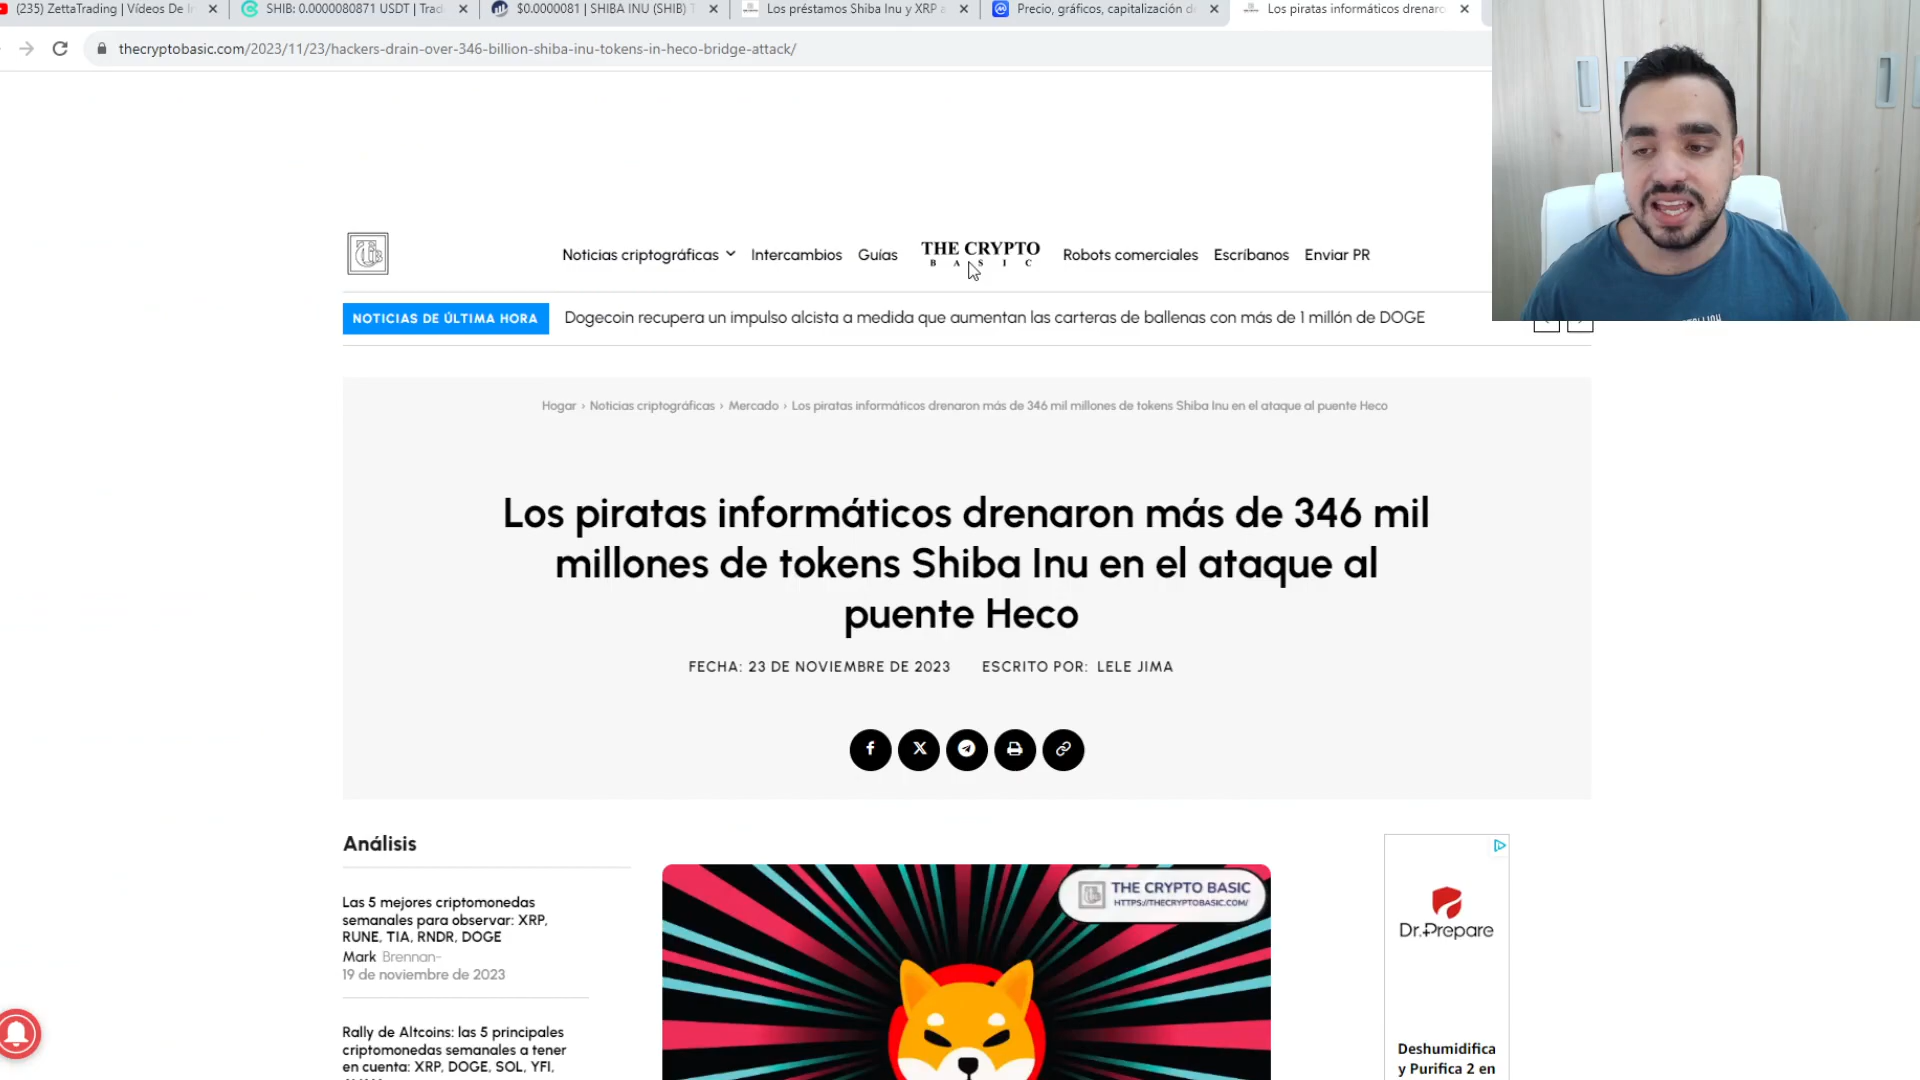 (235) ZettaTrading | Vídeos De I
SHIB: 0.0000080871 USDT | Trad
$0.0000081 | SHIBA INU (SHIB) T
Los préstamos Shiba Inu y XRP a
Precio, gráficos, capitalización d
Los piratas informáticos drenaro
thecryptobasic.com/2023/11/23/hackers-drain-over-346-billion-shiba-inu-tokens-in-heco-bridge-attack/
Noticias criptográficas Intercambios Guías THE CRYPTO BASIC Robots comerciales Escríbanos Enviar PR
NOTICIAS DE ÚLTIMA HORA Dogecoin recupera un impulso alcista a medida que aumentan las carteras de ballenas con más de 1 millón de DOGE
Hogar › Noticias criptográficas › Mercado › Los piratas informáticos drenaron más de 346 mil millones de tokens Shiba Inu en el ataque al puente Heco
Los piratas informáticos drenaron más de 346 mil
millones de tokens Shiba Inu en el ataque al
puente Heco
FECHA: 23 DE NOVIEMBRE DE 2023 ESCRITO POR: LELE JIMA
Análisis
Las 5 mejores criptomonedas
semanales para observar: XRP,
RUNE, TIA, RNDR, DOGE
Mark Brennan-
19 de noviembre de 2023
Rally de Altcoins: las 5 principales
criptomonedas semanales a tener
en cuenta: XRP, DOGE, SOL, YFI,
THE CRYPTO BASIC
HTTPS://THECRYPTOBASIC.COM/
Dr.Prepare
Deshumidifica
y Purifica 2 en